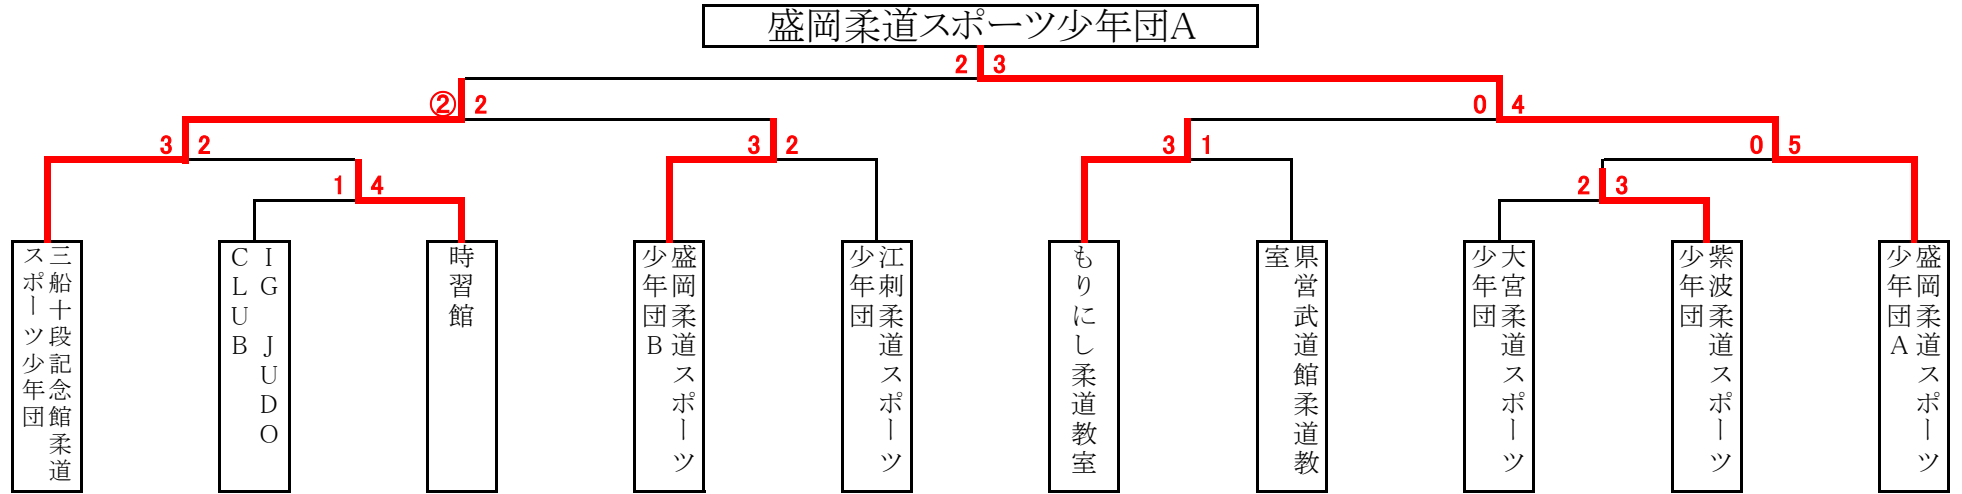 盛岡柔道スポーツ少年団A
2 3
② 2
0 4
3 2
3 2
3 1
0 5
1 4
2 3
三船十段記念館柔道
スポーツ少年団
IG JUDO
CLUB
時習館
盛岡柔道スポーツ
少年団B
江刺柔道スポーツ
少年団
もりにし柔道教室
県営武道館柔道教
室
大宮柔道スポーツ
少年団
紫波柔道スポーツ
少年団
盛岡柔道スポーツ
少年団A